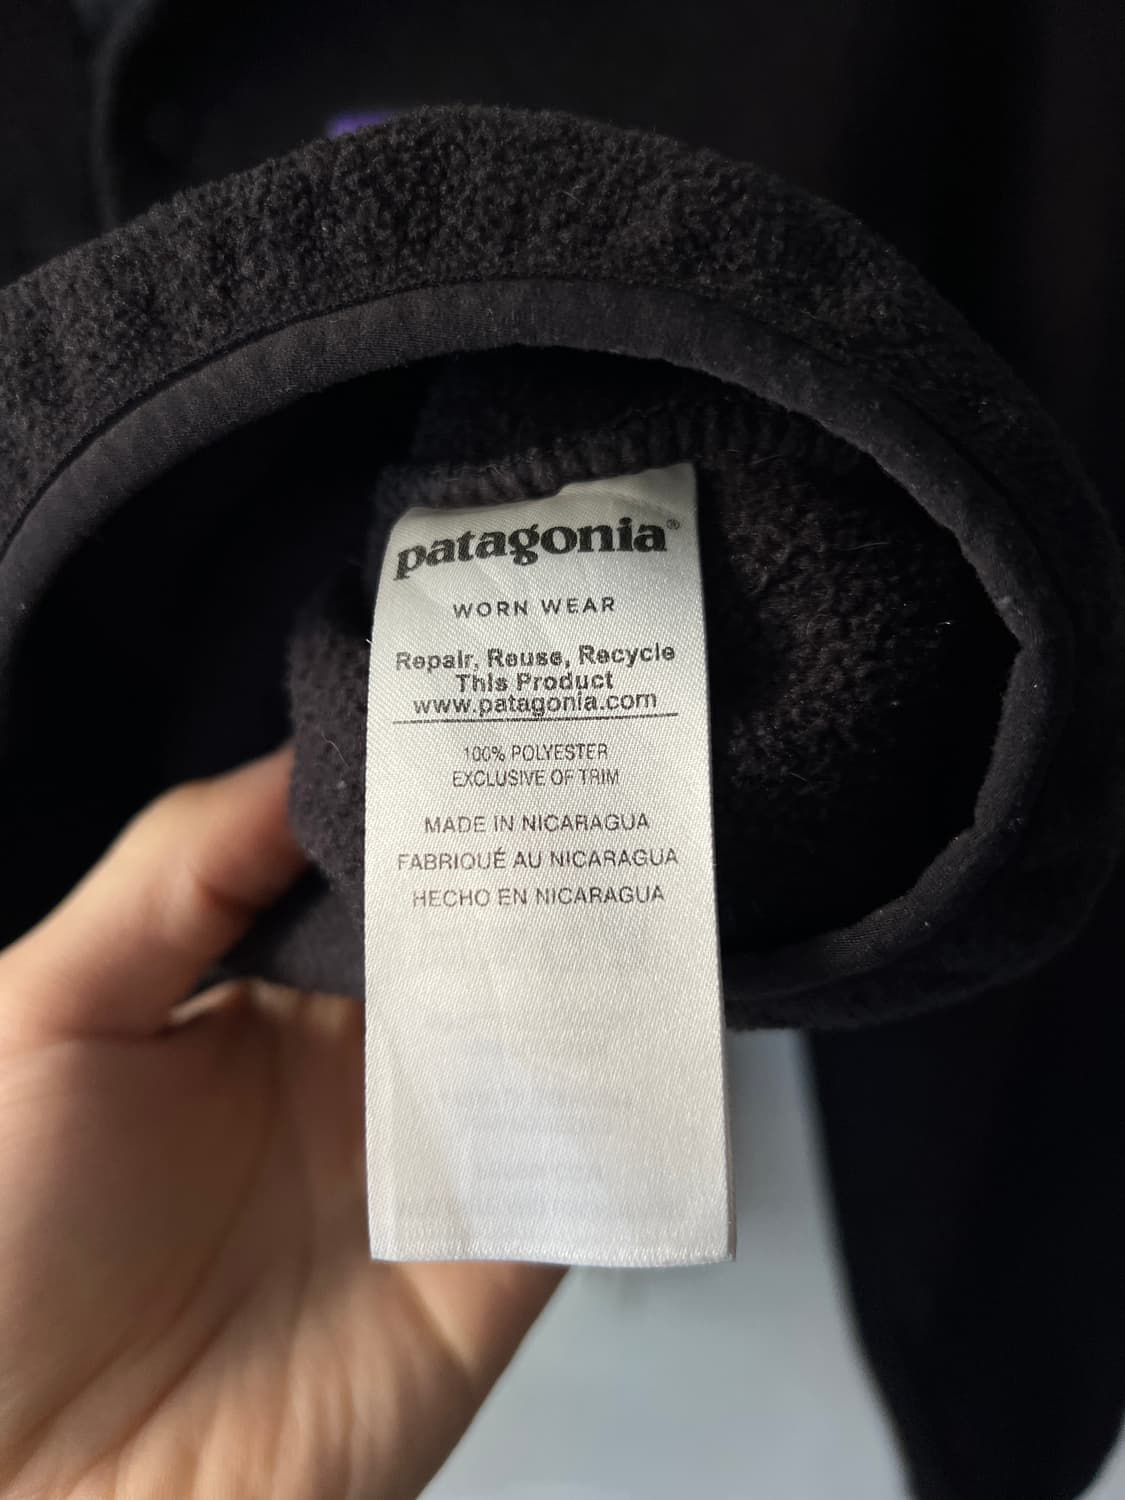 patagonia®
WORN WEAR
Repair, Reuse, Recycle
This Product
www.patagonia.com
100% POLYESTER
EXCLUSIVE OF TRIM
MADE IN NICARAGUA
FABRIQUÉ AU NICARAGUA
HECHO EN NICARAGUA